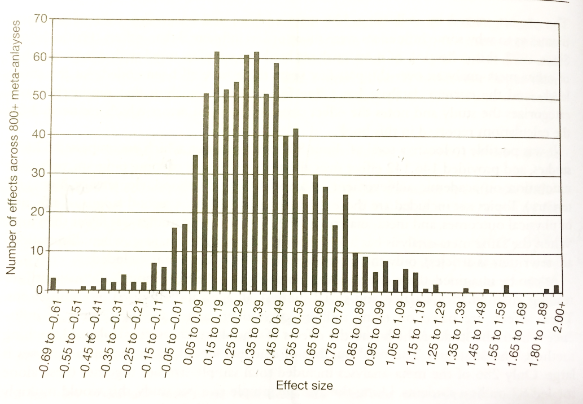 Number of effects across 800+ meta-anlayses
70
60
50
40
30
20
10
0
−0.69 to −0.61
−0.55 to −0.51
−0.45 to −0.41
−0.35 to −0.31
−0.25 to −0.21
−0.15 to −0.11
−0.05 to −0.01
0.05 to 0.09
0.15 to 0.19
0.25 to 0.29
0.35 to 0.39
0.45 to 0.49
0.55 to 0.59
0.65 to 0.69
0.75 to 0.79
0.85 to 0.89
0.95 to 0.99
1.05 to 1.09
1.15 to 1.19
1.25 to 1.29
1.35 to 1.39
1.45 to 1.49
1.55 to 1.59
1.65 to 1.69
1.80 to 1.89
2.00+
Effect size